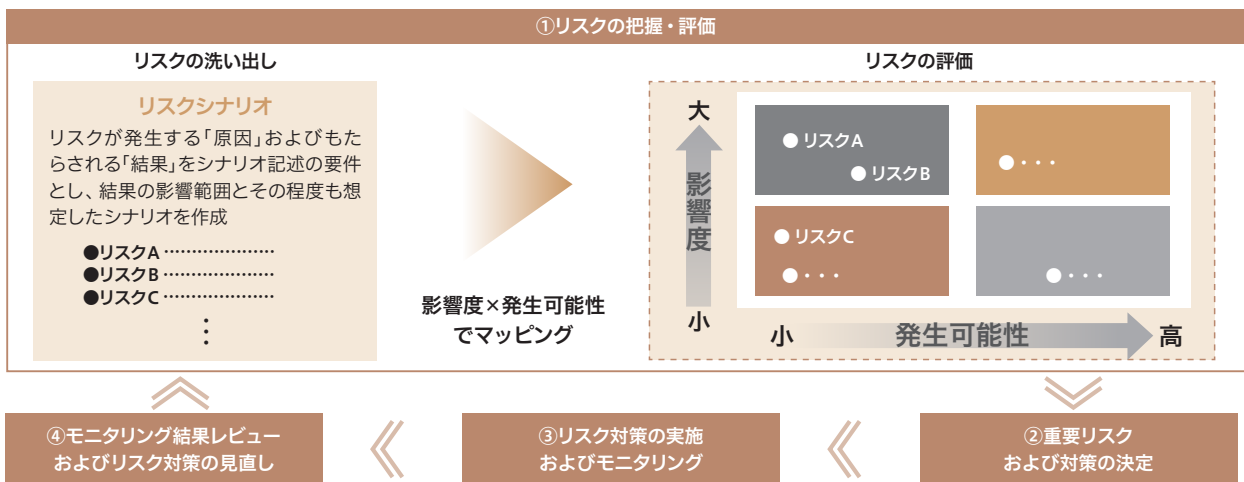 ①リスクの把握・評価
リスクの洗い出し
リスクシナリオ
リスクが発生する「原因」およびもた
らされる「結果」をシナリオ記述の要件
とし、結果の影響範囲とその程度も想
定したシナリオを作成
●リスクA ····················
●リスクB ····················
●リスクC ····················
⋮
影響度×発生可能性
でマッピング
リスクの評価
大
影響度
小
● リスクA
● リスクB
● ・・・
● リスクC
● ・・・
● ・・・
小 発生可能性 高
②重要リスク
および対策の決定
③リスク対策の実施
およびモニタリング
④モニタリング結果レビュー
およびリスク対策の見直し